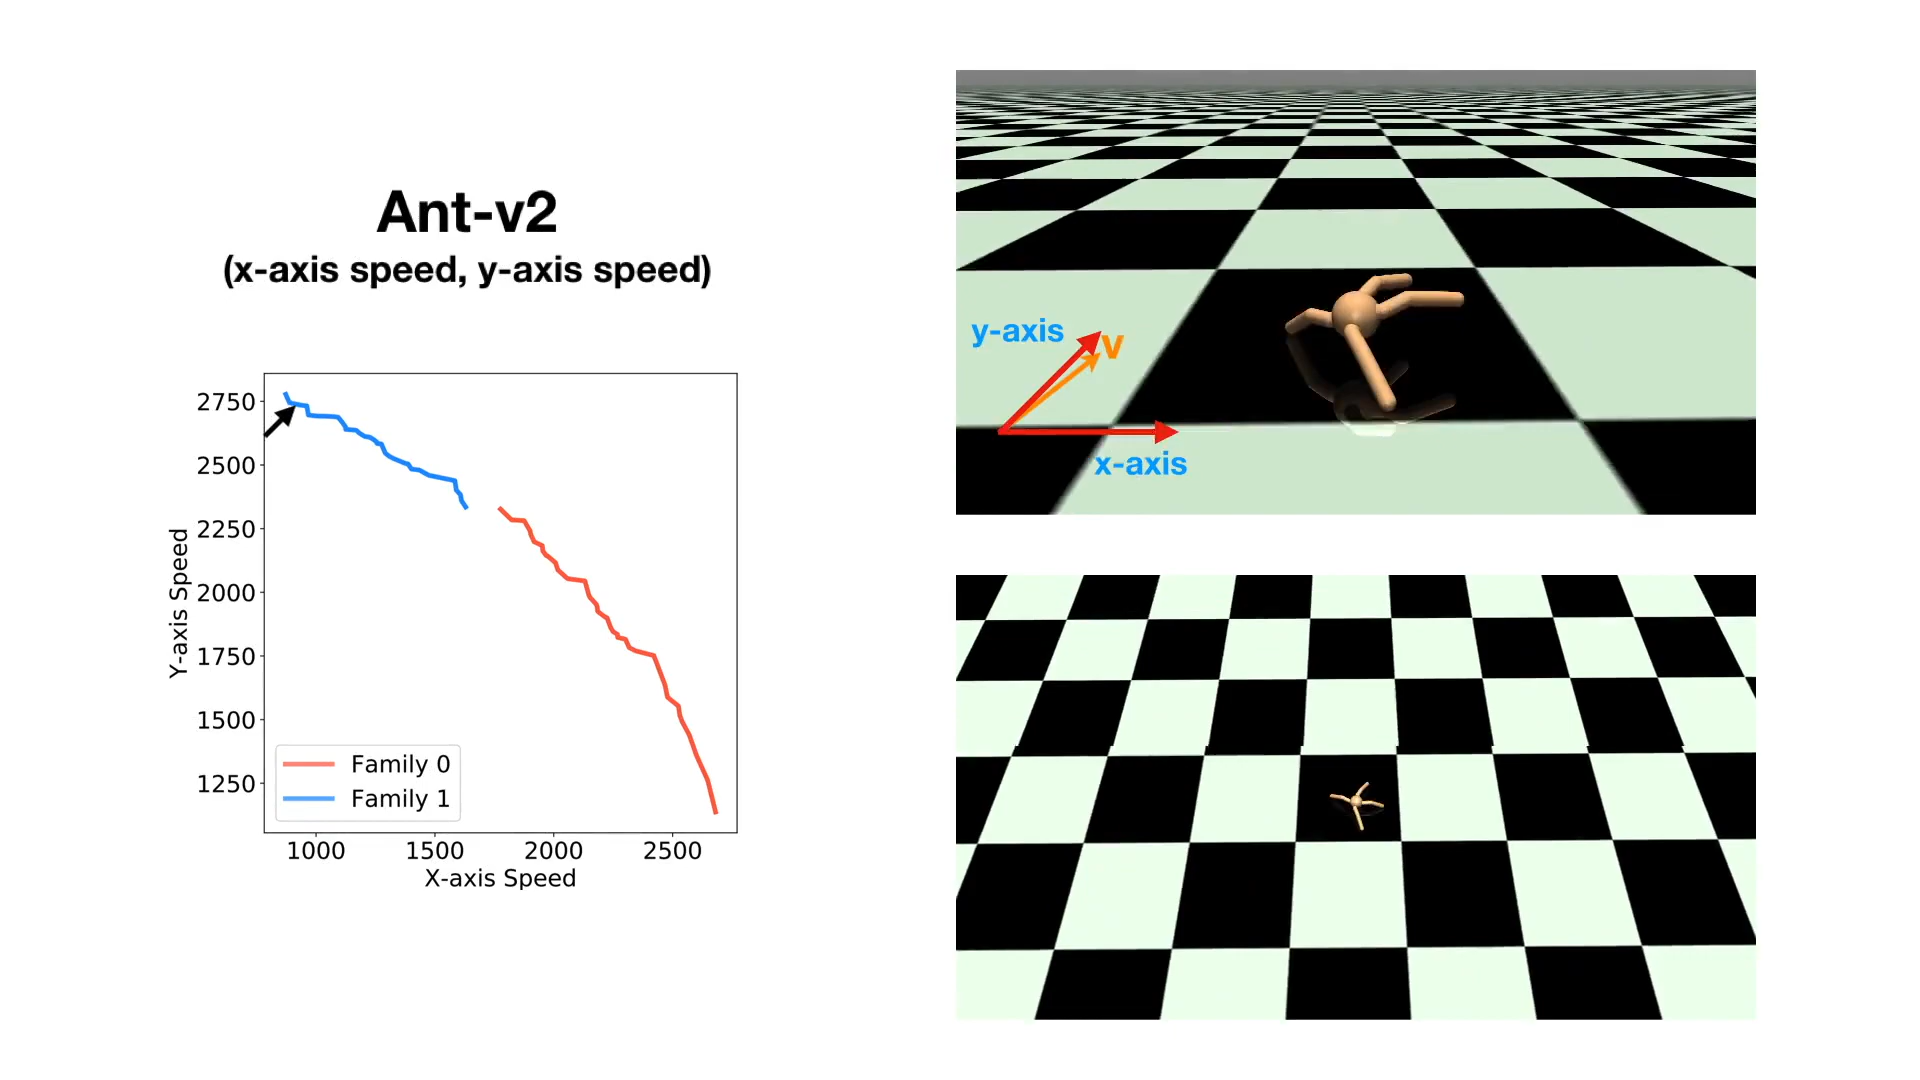 Ant-v2
(x-axis speed, y-axis speed)
2750
2500
2250
2000
1750
1500
1250
Y-axis Speed
Family 0
Family 1
1000 1500 2000 2500
X-axis Speed
y-axis
V
x-axis